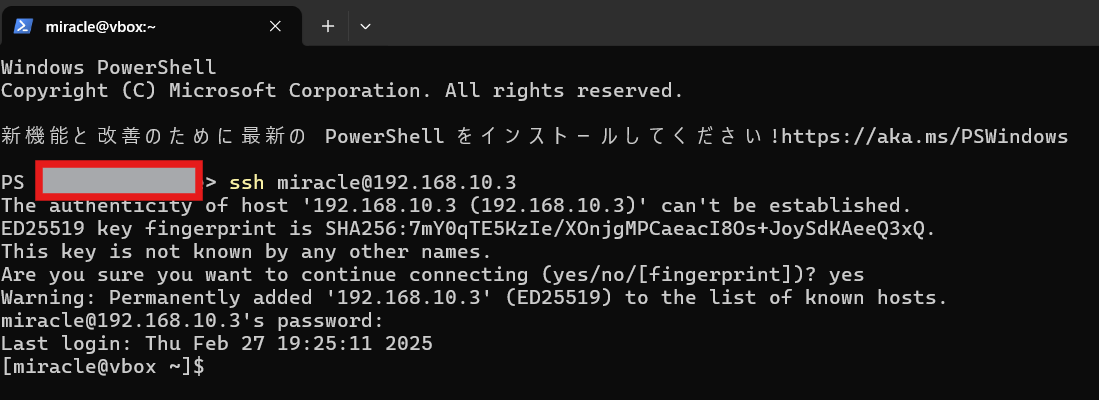 miracle@vbox:~
Windows PowerShell
Copyright (C) Microsoft Corporation. All rights reserved.
新機能と改善のために最新の PowerShell をインストールしてください!https://aka.ms/PSWindows
PS > ssh miracle@192.168.10.3
The authenticity of host '192.168.10.3 (192.168.10.3)' can't be established.
ED25519 key fingerprint is SHA256:7mY0qTE5KzIe/XOnjgMPCaeacI8Os+JoySdKAeeQ3xQ.
This key is not known by any other names.
Are you sure you want to continue connecting (yes/no/[fingerprint])? yes
Warning: Permanently added '192.168.10.3' (ED25519) to the list of known hosts.
miracle@192.168.10.3's password:
Last login: Thu Feb 27 19:25:11 2025
[miracle@vbox ~]$